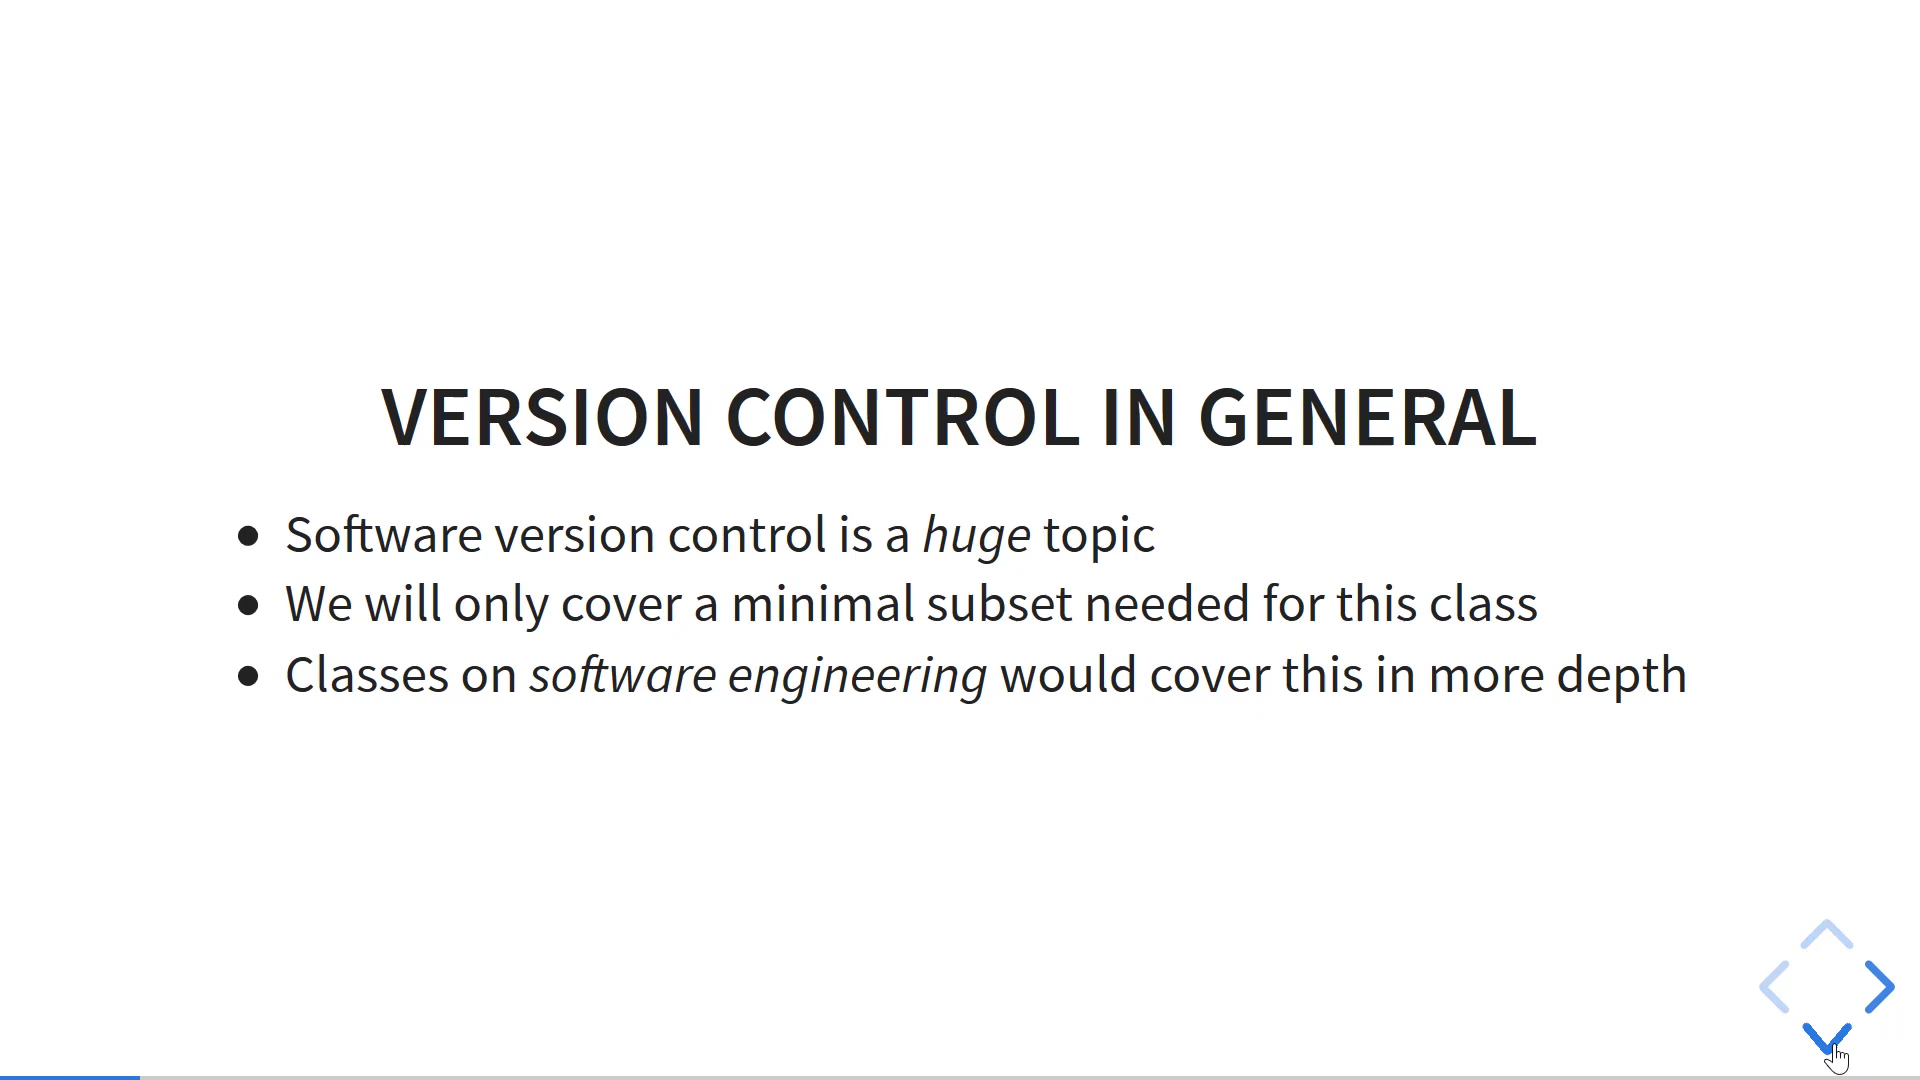 VERSION CONTROL IN GENERAL
Software version control is a huge topic
We will only cover a minimal subset needed for this class
Classes on software engineering would cover this in more depth